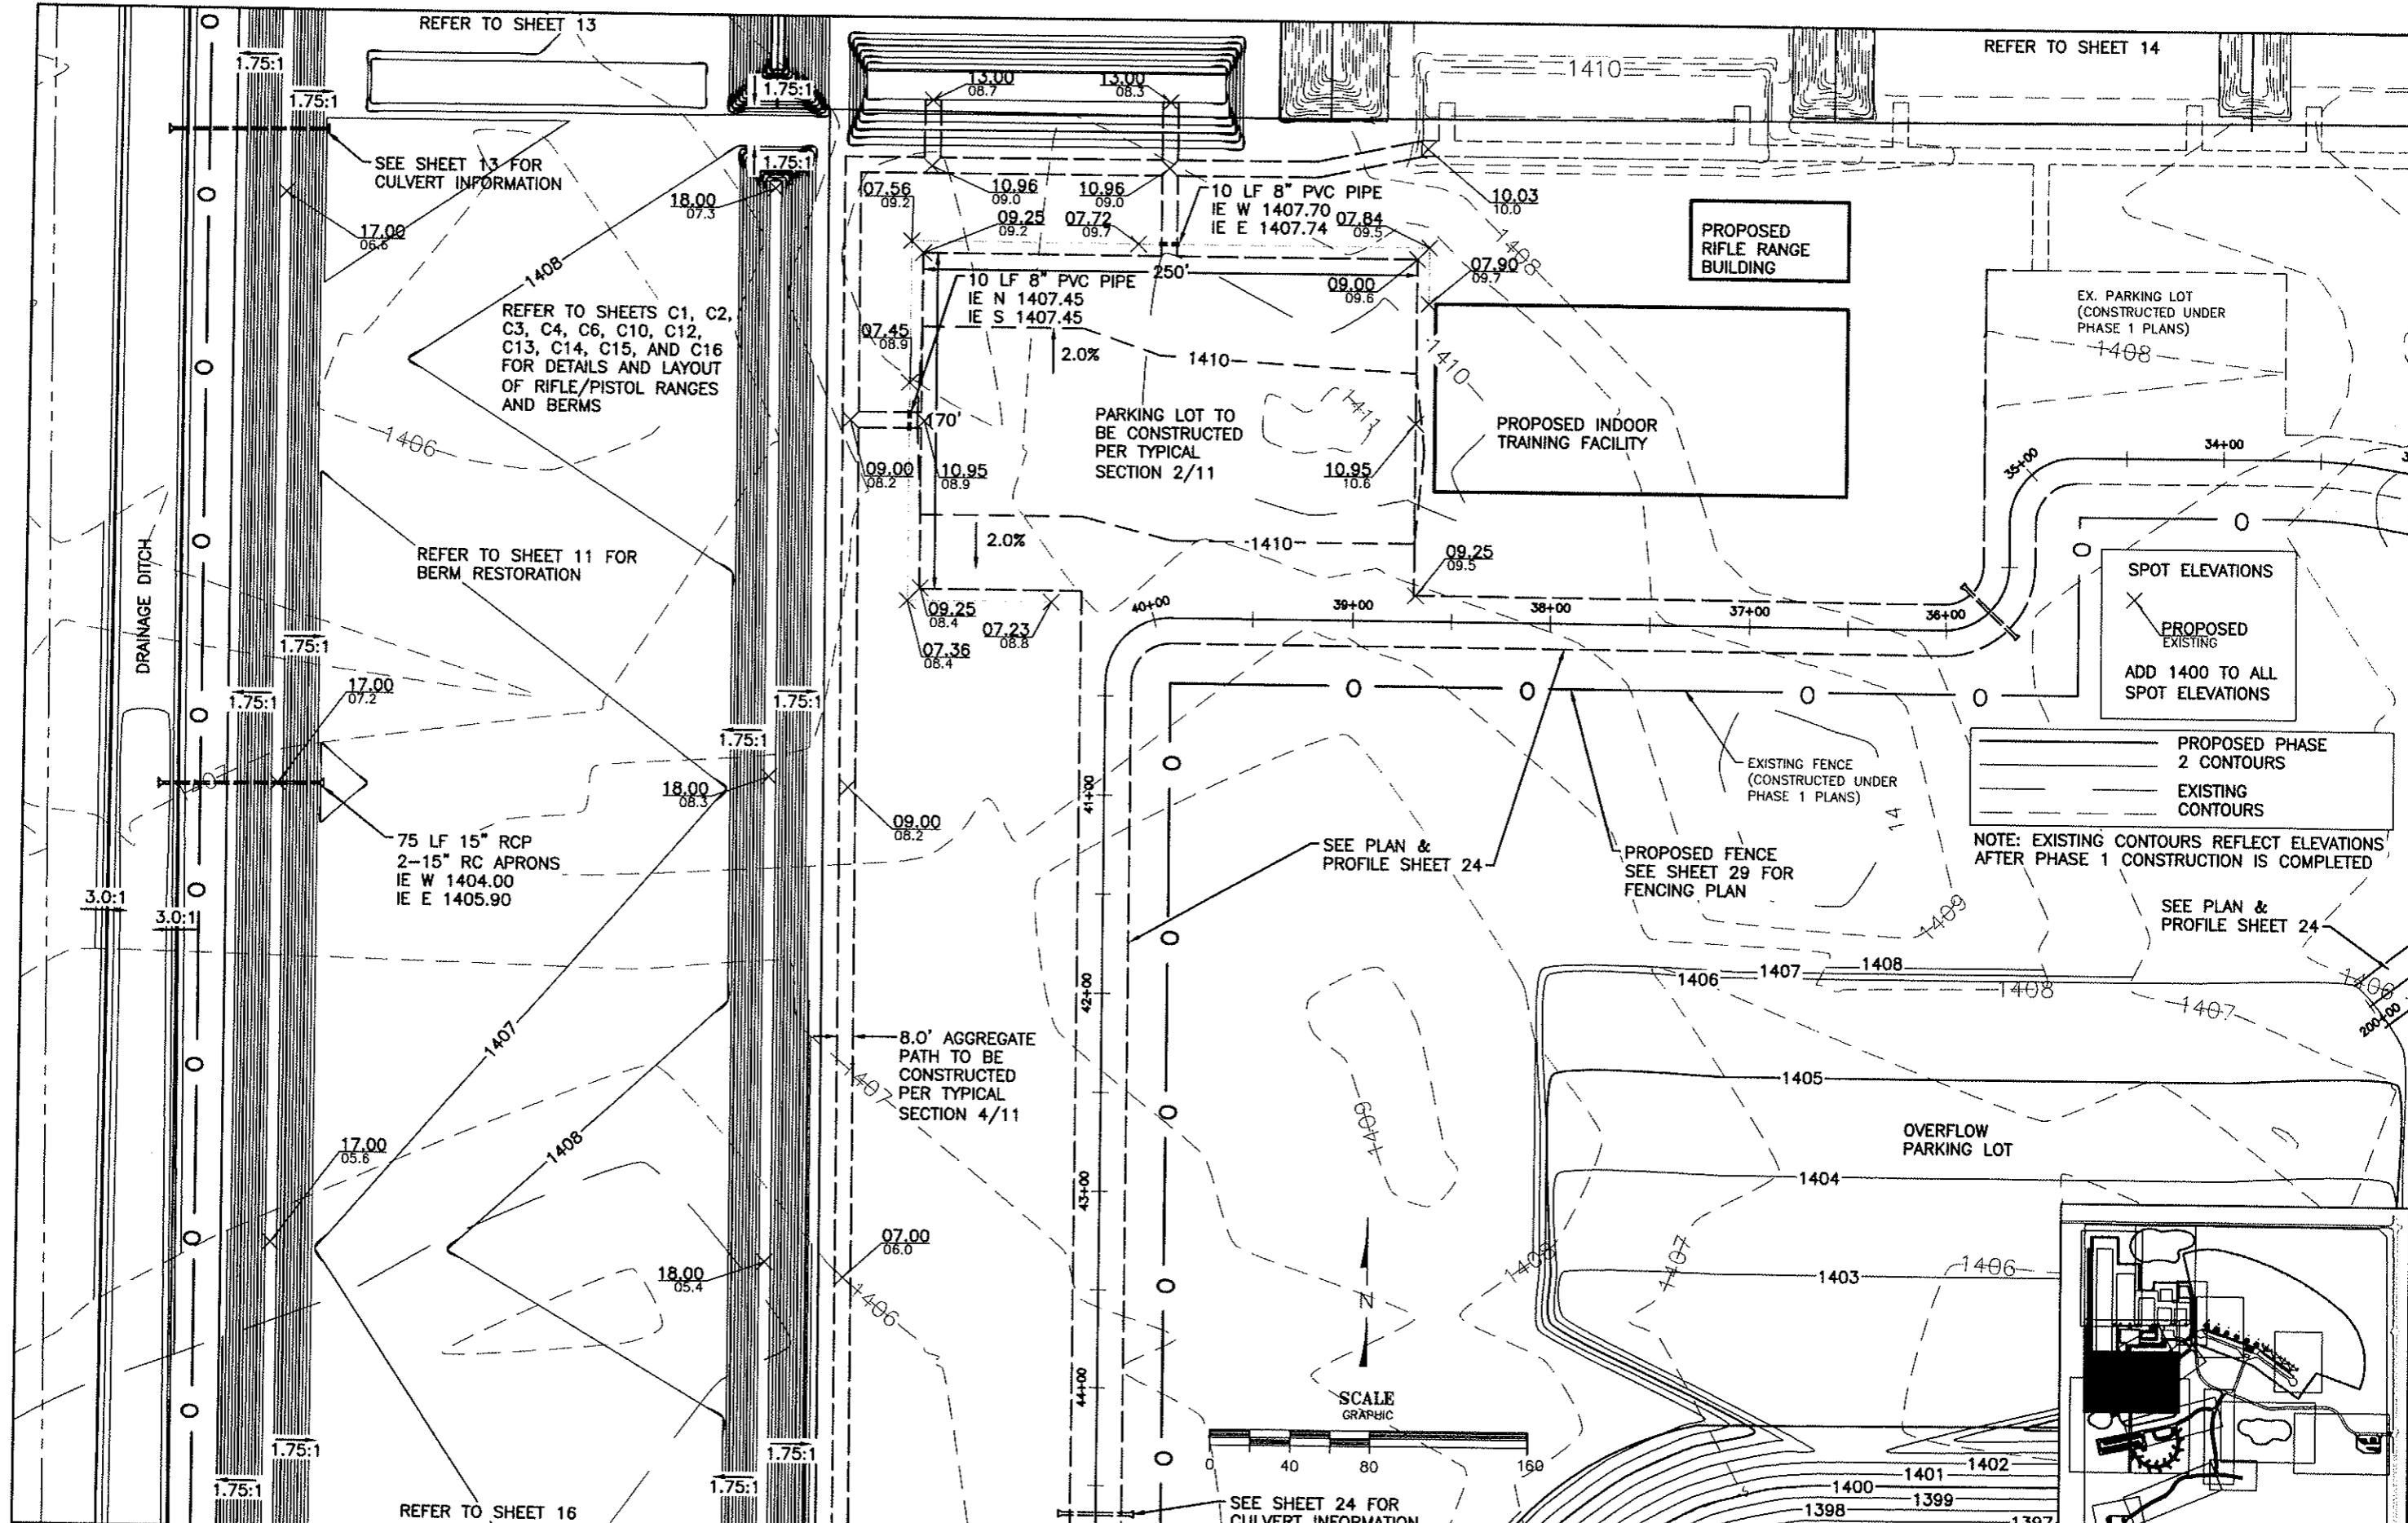 REFER TO SHEET 13
REFER TO SHEET 14
1.75:1
1.75:1
1.75:1
1.75:1
13.00
08.7
13.00
08.3
1410
SEE SHEET 13 FOR
CULVERT INFORMATION
17.00
06.6
18.00
07.3
07.56
09.2
10.96
09.0
10.96
09.0
09.25
09.2
07.72
09.7
10 LF 8" PVC PIPE
IE W 1407.70
IE E 1407.74
07.84
09.5
10.03
10.0
1408
PROPOSED
RIFLE RANGE
BUILDING
250'
07.90
09.7
09.00
09.6
1408
REFER TO SHEETS C1, C2,
C3, C4, C6, C10, C12,
C13, C14, C15, AND C16
FOR DETAILS AND LAYOUT
OF RIFLE/PISTOL RANGES
AND BERMS
10 LF 8" PVC PIPE
IE N 1407.45
IE S 1407.45
07.45
08.9
2.0%
1410
1410
EX. PARKING LOT
(CONSTRUCTED UNDER
PHASE 1 PLANS)
1408
1406
170'
PARKING LOT TO
BE CONSTRUCTED
PER TYPICAL
SECTION 2/11
1411
PROPOSED INDOOR
TRAINING FACILITY
09.00
08.2
10.95
08.9
10.95
10.6
35+00
34+00
DRAINAGE DITCH
REFER TO SHEET 11 FOR
BERM RESTORATION
2.0%
1410
09.25
09.5
SPOT ELEVATIONS
PROPOSED
EXISTING
ADD 1400 TO ALL
SPOT ELEVATIONS
09.25
08.4
07.23
08.8
07.36
08.4
40+00
39+00
38+00
37+00
36+00
1.75:1
1.75:1
1.75:1
1.75:1
17.00
07.2
PROPOSED PHASE
2 CONTOURS
EXISTING
CONTOURS
NOTE: EXISTING CONTOURS REFLECT ELEVATIONS
AFTER PHASE 1 CONSTRUCTION IS COMPLETED
EXISTING FENCE
(CONSTRUCTED UNDER
PHASE 1 PLANS)
14
1407
18.00
08.3
41+00
09.00
08.2
75 LF 15" RCP
2-15" RC APRONS
IE W 1404.00
IE E 1405.90
SEE PLAN &
PROFILE SHEET 24
PROPOSED FENCE
SEE SHEET 29 FOR
FENCING PLAN
3.0:1
3.0:1
1409
SEE PLAN &
PROFILE SHEET 24
1406
1407
1408
1408
1407
1406
200+00
42+00
1407
8.0' AGGREGATE
PATH TO BE
CONSTRUCTED
PER TYPICAL
SECTION 4/11
1407
1405
1409
OVERFLOW
PARKING LOT
17.00
05.6
1408
1404
43+00
07.00
06.0
18.00
05.4
1406
1408
1407
1403
1406
N
44+00
SCALE
GRAPHIC
0
40
80
160
1.75:1
1.75:1
1.75:1
1.75:1
1402
1401
1400
1399
1398
1397
REFER TO SHEET 16
SEE SHEET 24 FOR
CULVERT INFORMATION